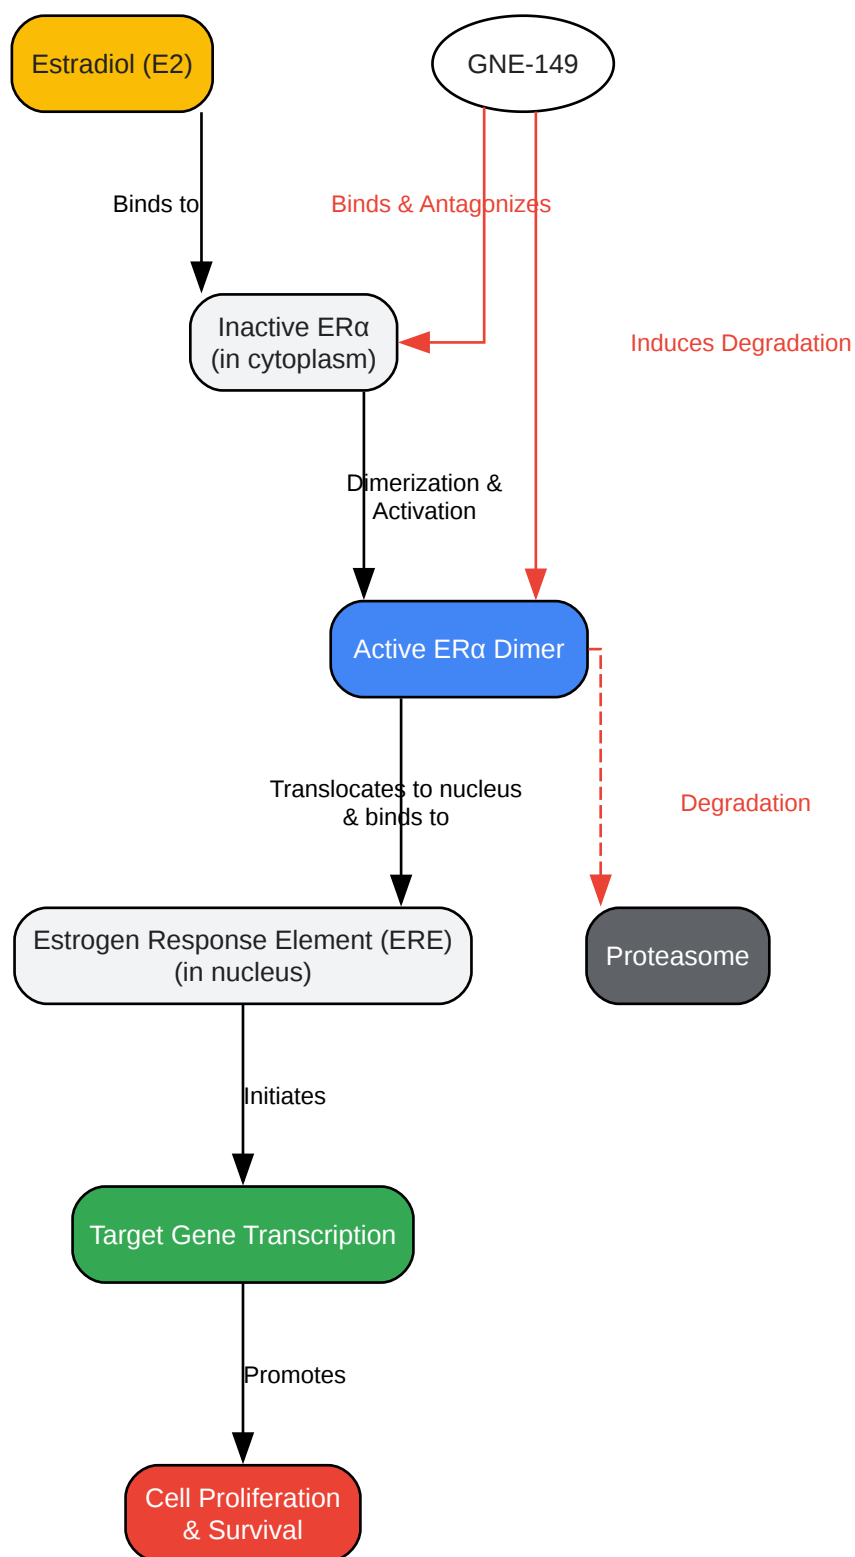 Estradiol (E2)
GNE-149
Binds to
Binds & Antagonizes
Inactive ERα
(in cytoplasm)
Induces Degradation
Dimerization &
Activation
Active ERα Dimer
Translocates to nucleus
& binds to
Degradation
Estrogen Response Element (ERE)
(in nucleus)
Proteasome
Initiates
Target Gene Transcription
Promotes
Cell Proliferation
& Survival